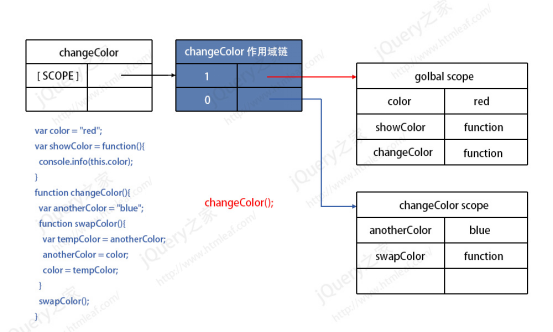 changeColor
[SCOPE]
changeColor 作用域链
1
0
golbal scope
color red
showColor function
changeColor function
changeColor scope
anotherColor blue
swapColor function
var color = "red";
var showColor = function(){
console.info(this.color);
}
function changeColor(){
var anotherColor = "blue";
function swapColor(){
var tempColor = anotherColor;
anotherColor = color;
color = tempColor;
}
swapColor();
}
changeColor();
jQuery之家
http://www.htmleaf.com/